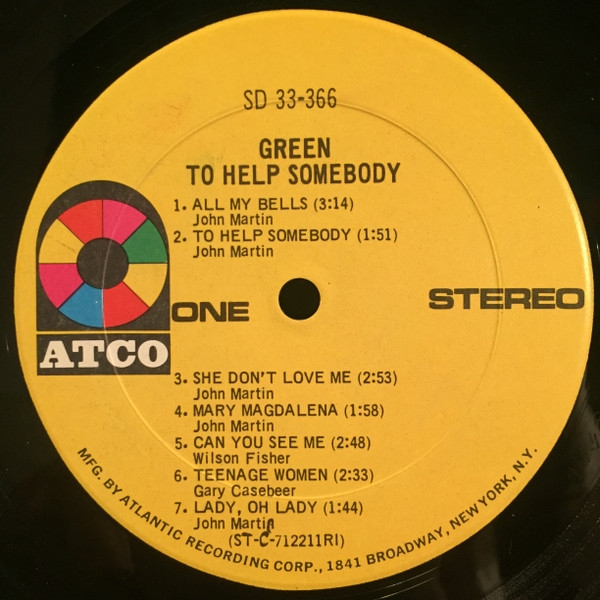 SD 33-366
GREEN
TO HELP SOMEBODY
1. ALL MY BELLS (3:14)
John Martin
2. TO HELP SOMEBODY (1:51)
John Martin
ONE
STEREO
ATCO
3. SHE DON'T LOVE ME (2:53)
John Martin
4. MARY MAGDALENA (1:58)
John Martin
5. CAN YOU SEE ME (2:48)
Wilson Fisher
6. TEENAGE WOMEN (2:33)
Gary Casebeer
7. LADY, OH LADY (1:44)
John Martin
(ST-C-712211RI)
MFG. BY ATLANTIC RECORDING CORP., 1841 BROADWAY, NEW YORK, N.Y.